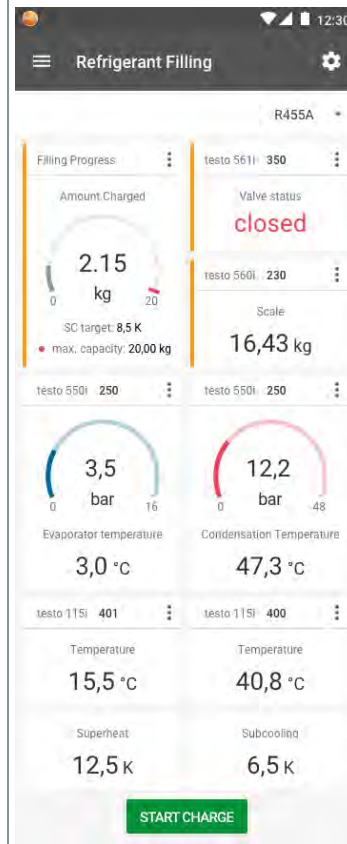 12:30
Refrigerant Filling
R455A
Filling Progress
Amount Charged
2.15
kg
0 20
SC target: 8,5 K
max. capacity: 20,00 kg
testo 561i 350
Valve status
closed
testo 560i 230
Scale
16,43 kg
testo 550i 250
3,5
bar
0 16
Evaporator temperature
3,0 °C
testo 550i 250
12,2
bar
0 48
Condensation Temperature
47,3 °C
testo 115i 401
Temperature
15,5 °C
Superheat
12,5 K
testo 115i 400
Temperature
40,8 °C
Subcooling
6,5 K
START CHARGE